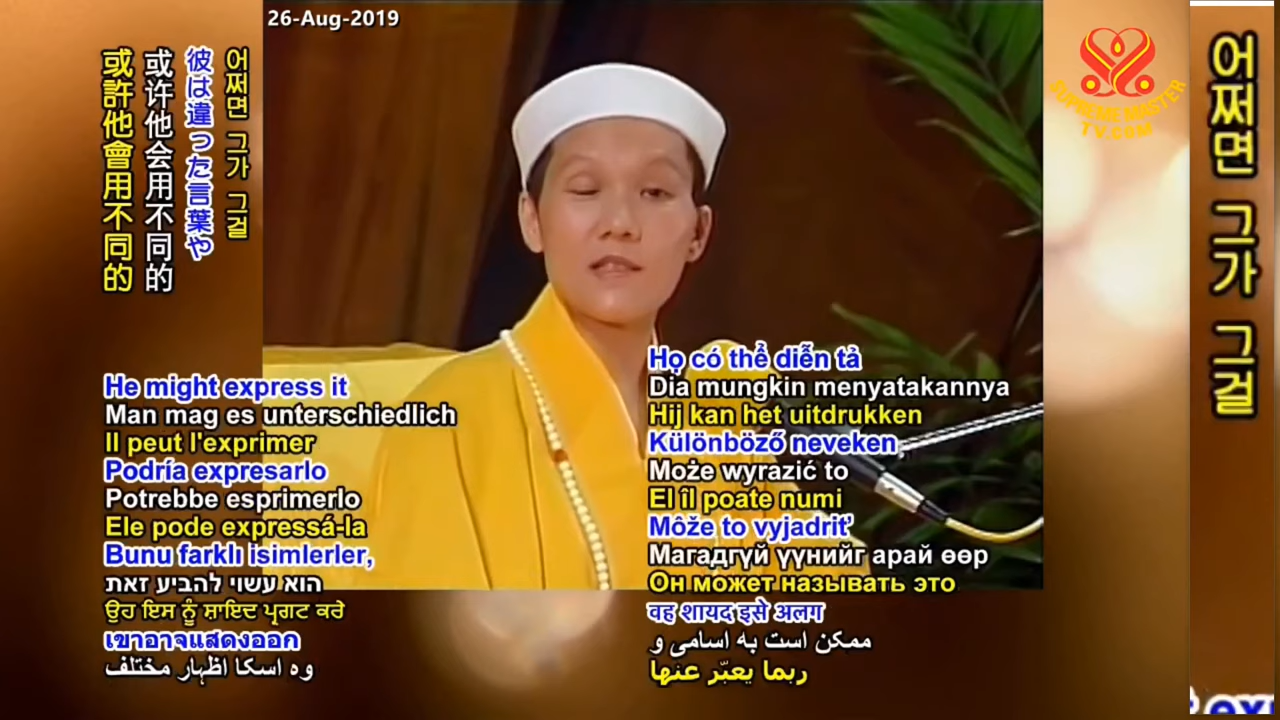 26-Aug-2019
SUPREME MASTER
TV.COM
어쩌면 그가 그걸
彼は違った言葉や
或许他会用不同的
或許他會用不同的
He might express it
Man mag es unterschiedlich
Il peut l'exprimer
Podría expresarlo
Potrebbe esprimerlo
Ele pode expressá-la
Bunu farklı isimlerler,
הוא עשוי להביע זאת
ਉਹ ਇਸ ਨੂੰ ਸ਼ਾਇਦ ਪ੍ਰਗਟ ਕਰੇ
เขาอาจแสดงออก
وہ اسکا اظہار مختلف
Họ có thể diễn tả
Dia mungkin menyatakannya
Hij kan het uitdrukken
Különböző neveken,
Może wyrazić to
El îl poate numi
Môže to vyjadriť
Магадгүй үүнийг арай өөр
Он может называть это
वह शायद इसे अलग
ممکن است به اسامی و
ربما يعبّر عنها
어쩌면 그가 그걸